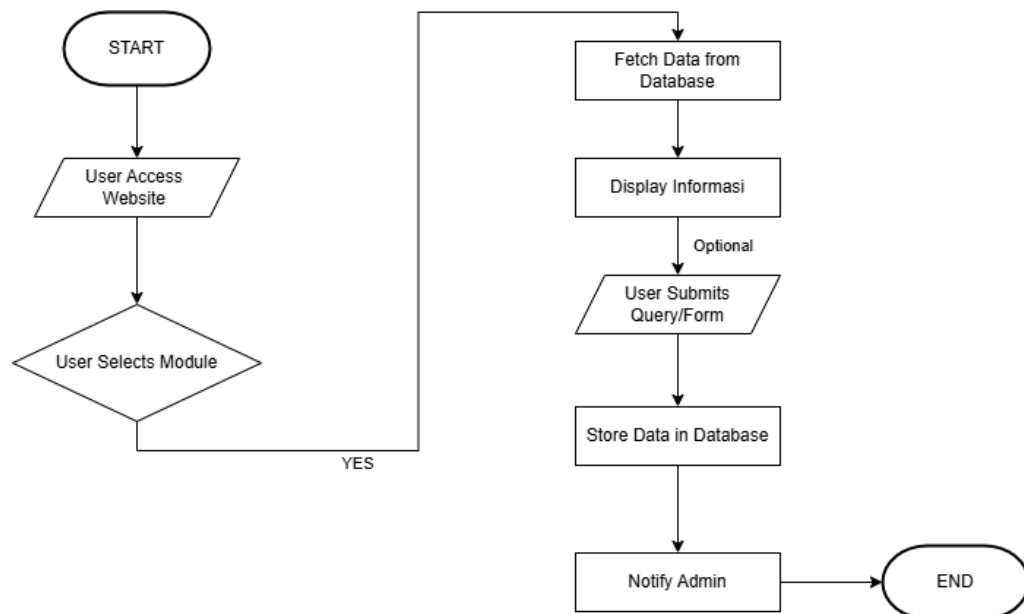 START
User Access
Website
User Selects Module
YES
Fetch Data from
Database
Display Informasi
Optional
User Submits
Query/Form
Store Data in Database
Notify Admin
END